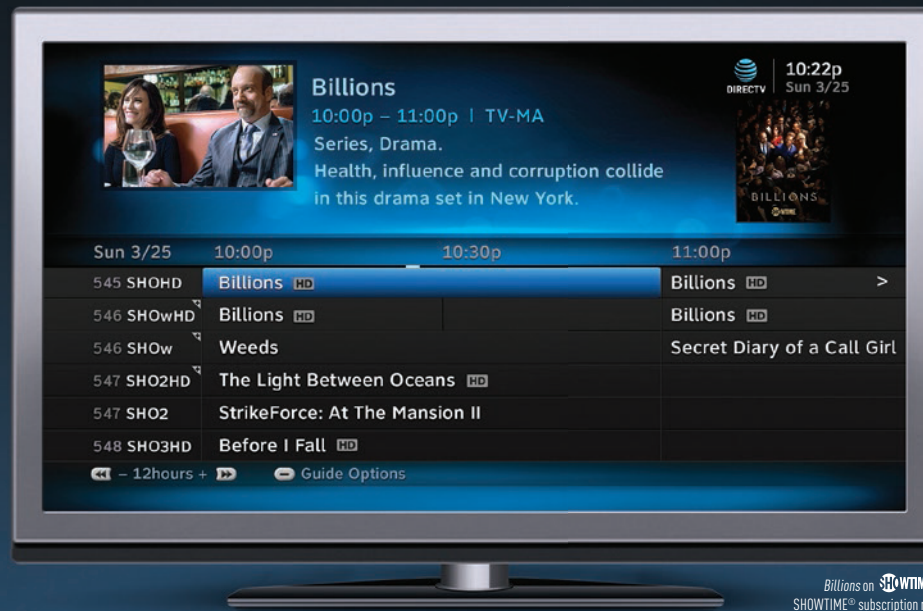 Billions
10:00p – 11:00p | TV-MA
Series, Drama.
Health, influence and corruption collide
in this drama set in New York.
DIRECTV
10:22p
Sun 3/25
BILLIONS
SHOWTIME
Sun 3/25 10:00p 10:30p 11:00p
545 SHOHD Billions HD Billions HD >
546 SHOwHD Billions HD Billions HD
546 SHOw Weeds Secret Diary of a Call Girl
547 SHO2HD The Light Between Oceans HD
547 SHO2 StrikeForce: At The Mansion II
548 SHO3HD Before I Fall HD
– 12hours + Guide Options
Billions on SHOWTIM
SHOWTIME® subscription